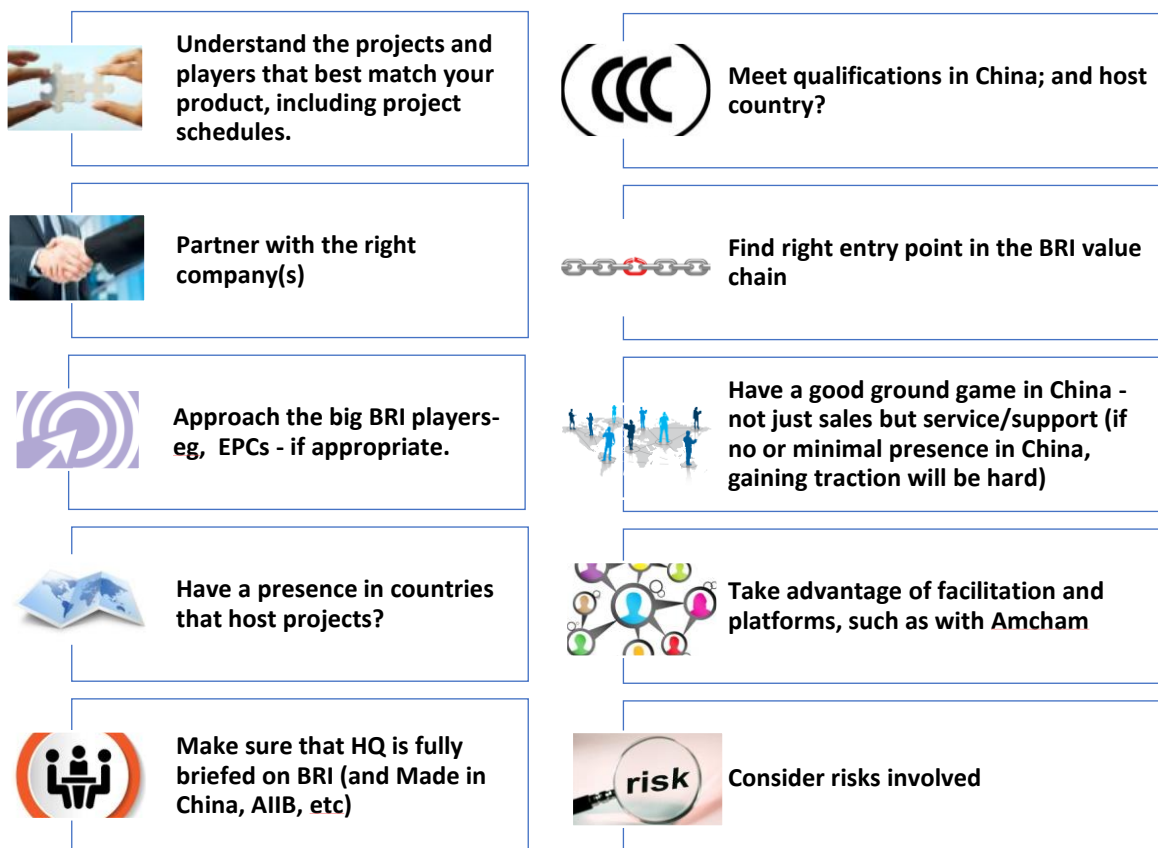 Understand the projects and
players that best match your
product, including project
schedules.
Partner with the right
company(s)
Approach the big BRI players-
eg, EPCs - if appropriate.
Have a presence in countries
that host projects?
Make sure that HQ is fully
briefed on BRI (and Made in
China, AIIB, etc)
CCC
Meet qualifications in China; and host
country?
Find right entry point in the BRI value
chain
Have a good ground game in China -
not just sales but service/support (if
no or minimal presence in China,
gaining traction will be hard)
Take advantage of facilitation and
platforms, such as with Amcham
risk
Consider risks involved